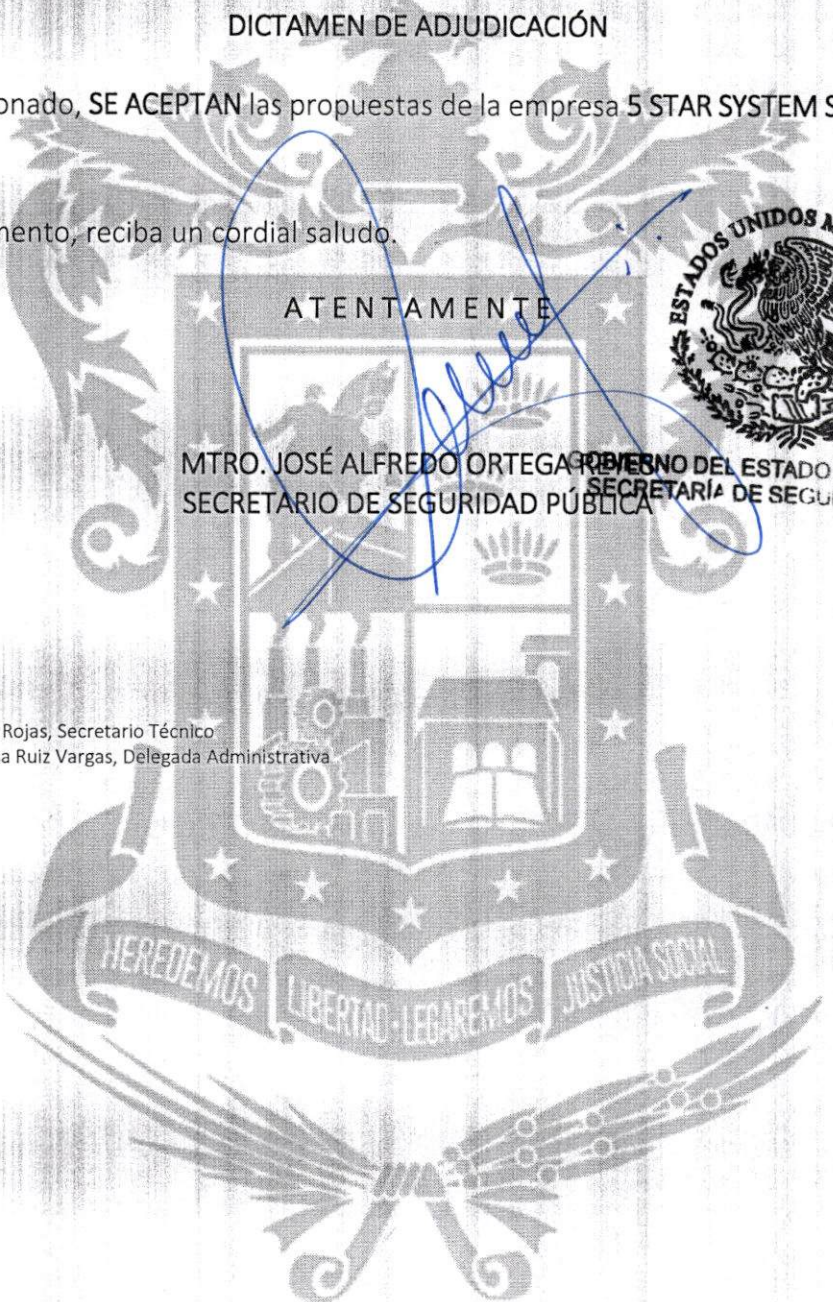 DICTAMEN DE ADJUDICACIÓN
onado, SE ACEPTAN las propuestas de la empresa 5 STAR SYSTEM S
nento, reciba un cordial saludo.
ATENTAMENTE
ESTADOS UNIDOS M
MTRO. JOSÉ ALFREDO ORTEGA
GOBIERNO DEL ESTADO
SECRETARIO DE SEGURIDAD PÚBLICA
SECRETARÍA DE SEGU
Rojas, Secretario Técnico
a Ruiz Vargas, Delegada Administrativa
HEREDEMOS LIBERTAD·LEGAREMOS JUSTICIA SOCIAL